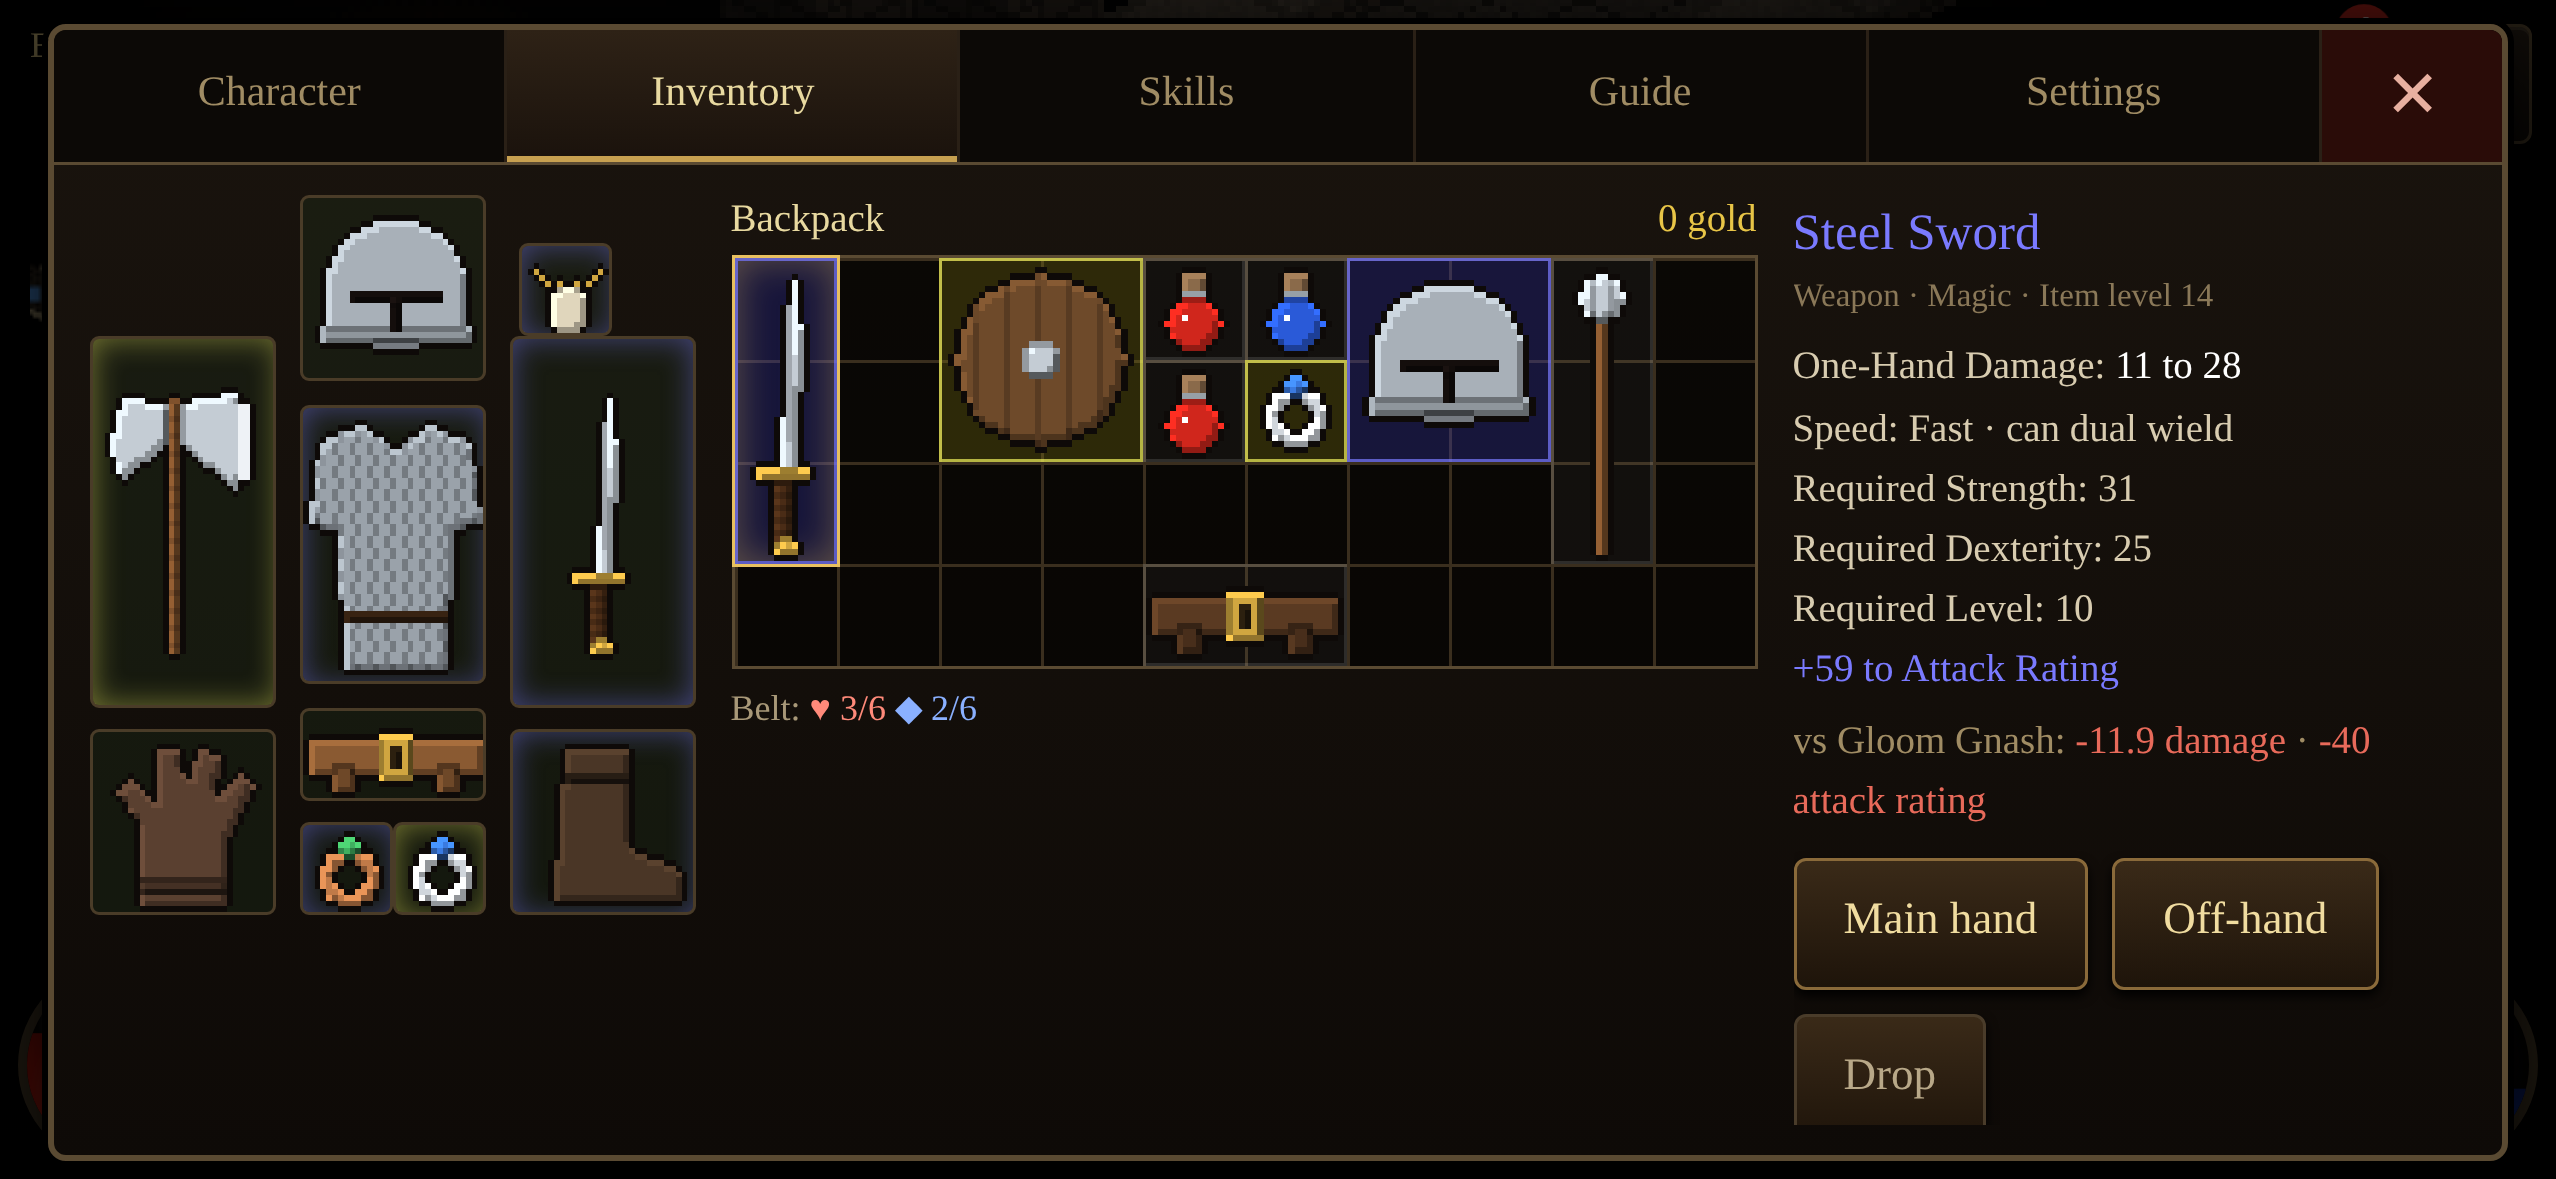 Character Inventory Skills Guide Settings ✕
Backpack 0 gold
Belt: ♥ 3/6 ◆ 2/6
Steel Sword
Weapon · Magic · Item level 14
One-Hand Damage: 11 to 28
Speed: Fast · can dual wield
Required Strength: 31
Required Dexterity: 25
Required Level: 10
+59 to Attack Rating
vs Gloom Gnash: -11.9 damage · -40
attack rating
Main hand Off-hand
Drop